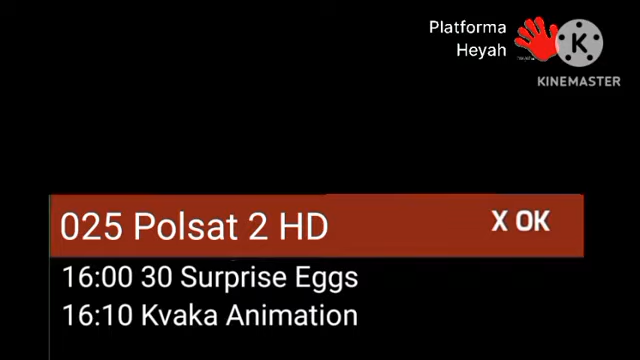 Platforma
Heyah
K
KINEMASTER
025 Polsat 2 HD
X OK
16:00 30 Surprise Eggs
16:10 Kvaka Animation